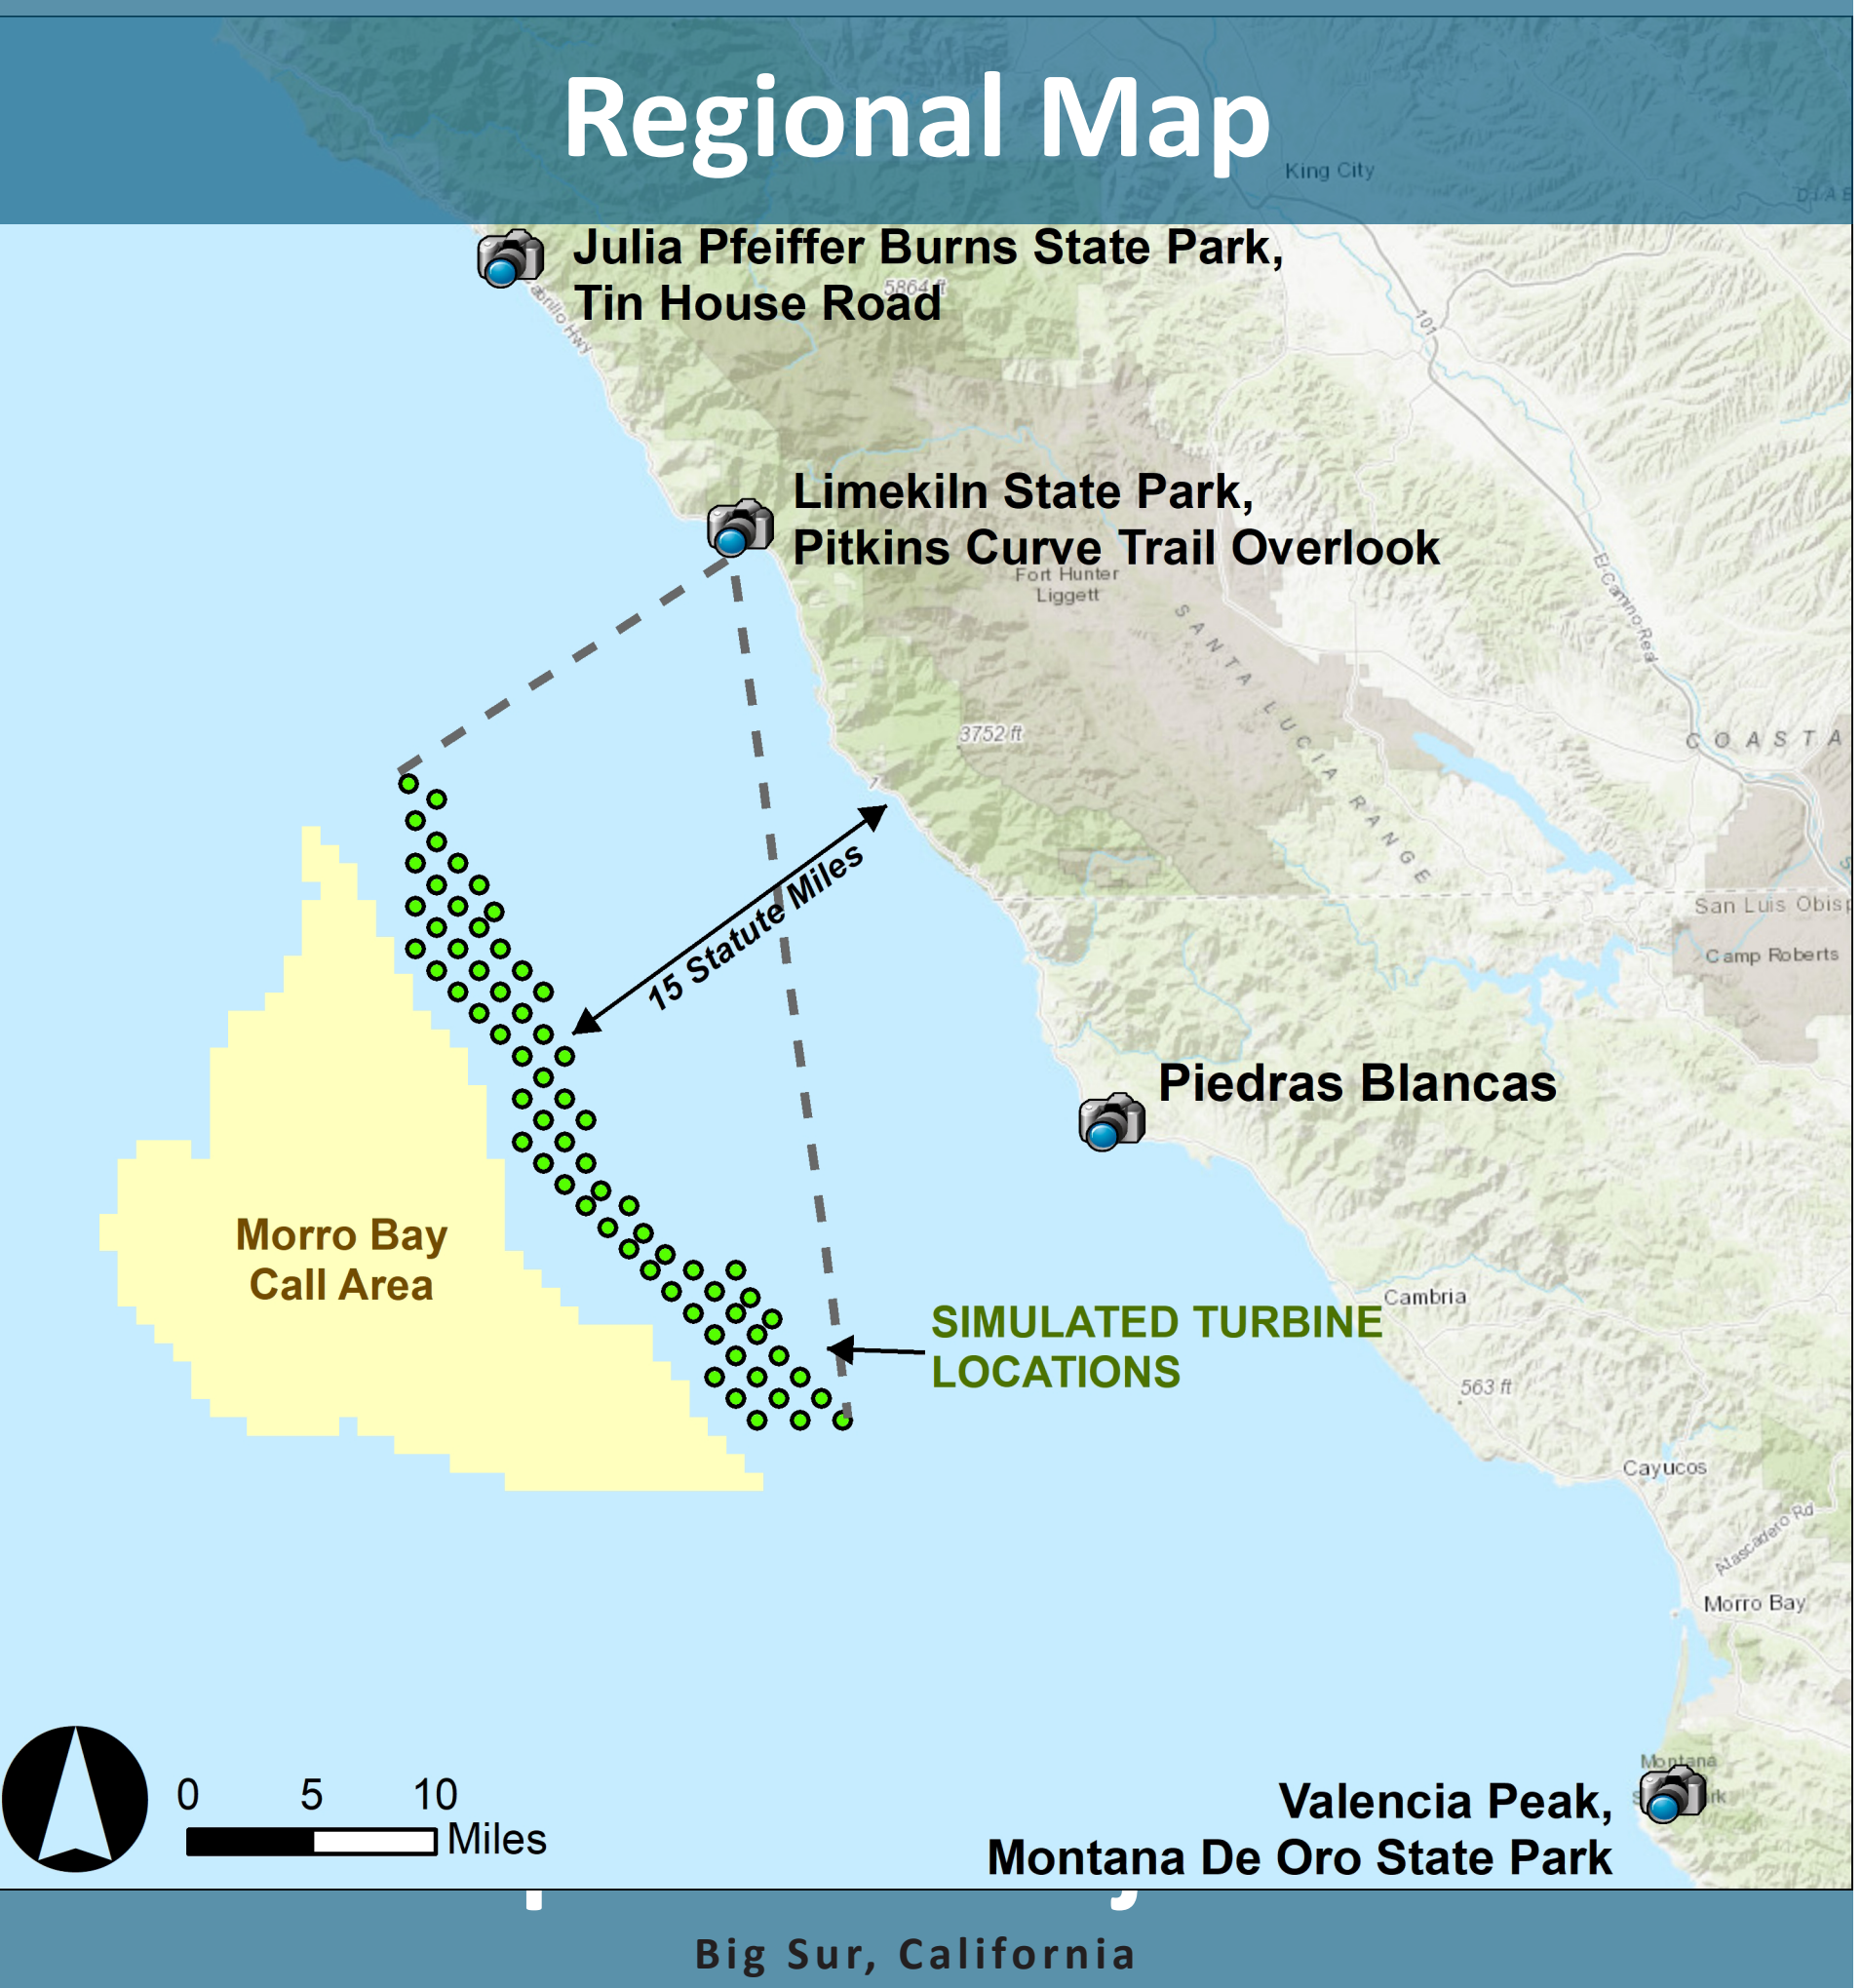 Regional Map
King City
Julia Pfeiffer Burns State Park,
Tin House Road
5864 ft
Limekiln State Park,
Pitkins Curve Trail Overlook
Fort Hunter
Liggett
101
El Camino Real
SANTA LUCIA RANGE
3752 ft
COASTA
1
15 Statute Miles
San Luis Obisp
Camp Roberts
Piedras Blancas
Morro Bay
Call Area
Cambria
SIMULATED TURBINE
LOCATIONS
563 ft
Cayucos
Atascadero Rd
Morro Bay
Montana
0 5 10
Miles
Valencia Peak,
Montana De Oro State Park
Big Sur, California